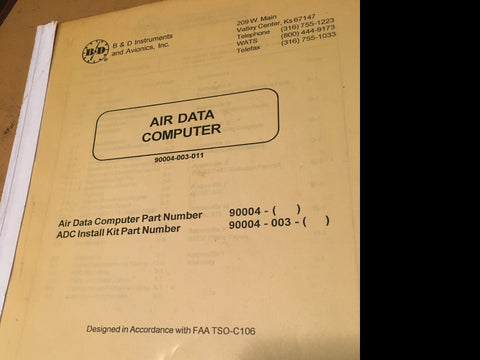 B & D Instruments
and Avionics, Inc.
209 W. Main
Valley Center, Ks 67147
Telephone (316) 755-1223
WATS (800) 444-9173
Telefax (316) 755-1033
B&D
AIR DATA
COMPUTER
90004-003-011
Air Data Computer Part Number 90004 - ( )
ADC Install Kit Part Number 90004 - 003 - ( )
Designed in Accordance with FAA TSO-C106